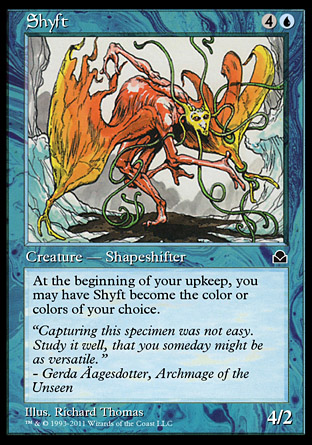 Shyft 4
Creature — Shapeshifter
At the beginning of your upkeep, you
may have Shyft become the color or
colors of your choice.
“Capturing this specimen was not easy.
Study it well, that you someday might be
as versatile.”
- Gerda Äagesdotter, Archmage of the
Unseen
Illus. Richard Thomas
™ & © 1993-2011 Wizards of the Coast LLC
4/2